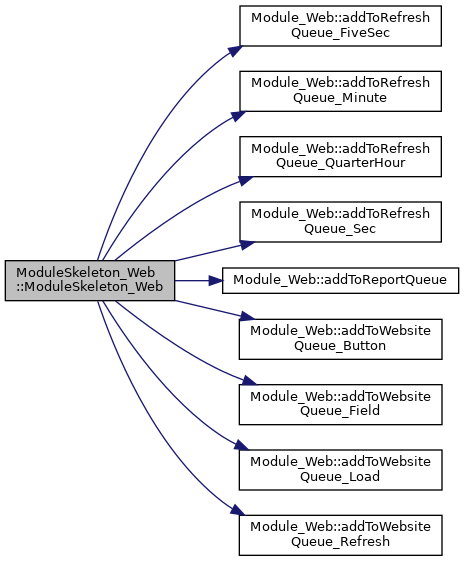 Module_Web::addToRefresh
Queue_FiveSec
Module_Web::addToRefresh
Queue_Minute
Module_Web::addToRefresh
Queue_QuarterHour
Module_Web::addToRefresh
Queue_Sec
ModuleSkeleton_Web
::ModuleSkeleton_Web
Module_Web::addToReportQueue
Module_Web::addToWebsite
Queue_Button
Module_Web::addToWebsite
Queue_Field
Module_Web::addToWebsite
Queue_Load
Module_Web::addToWebsite
Queue_Refresh